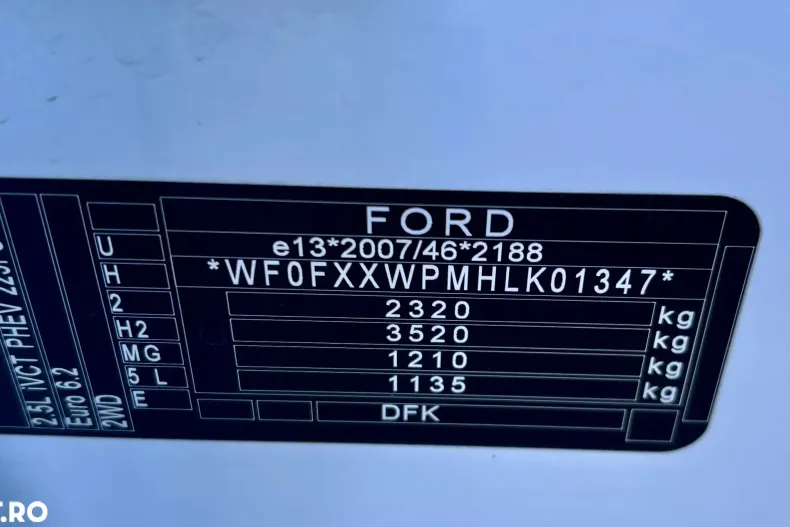 FORD
e13*2007/46*2188
*WF0FXXWPMHLK01347*
2320 kg
3520 kg
1210 kg
1135 kg
DFK
U
H
2
H2
MG
5 L
E
2WD
Euro 6.2
2.5L
PHEV
.RO